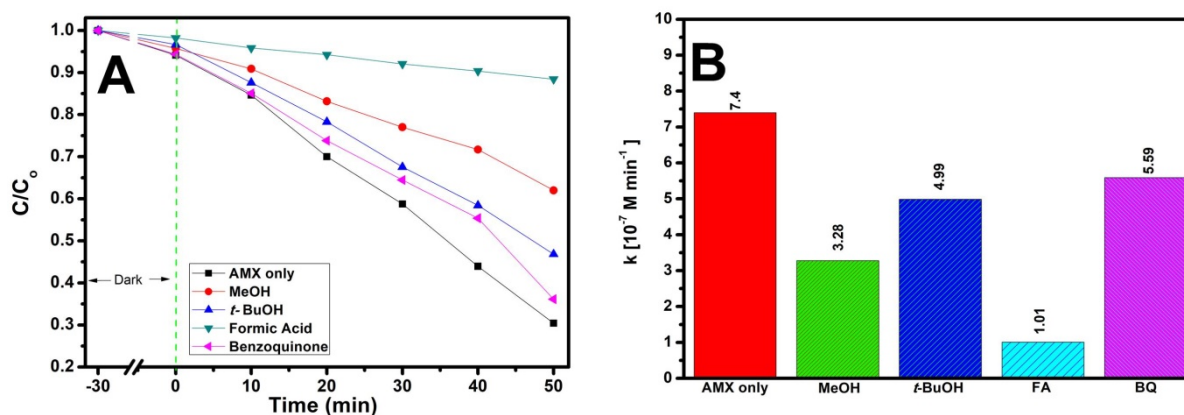 A
C/Co
1.0
0.9
0.8
0.7
0.6
0.5
0.4
0.3
0.2
Dark
AMX only
MeOH
t-BuOH
Formic Acid
Benzoquinone
-30 0 10 20 30 40 50
Time (min)
B
k [10⁻⁷ M min⁻¹]
10
9
8
7
6
5
4
3
2
1
0
7.4
3.28
4.99
1.01
5.59
AMX only MeOH t-BuOH FA BQ